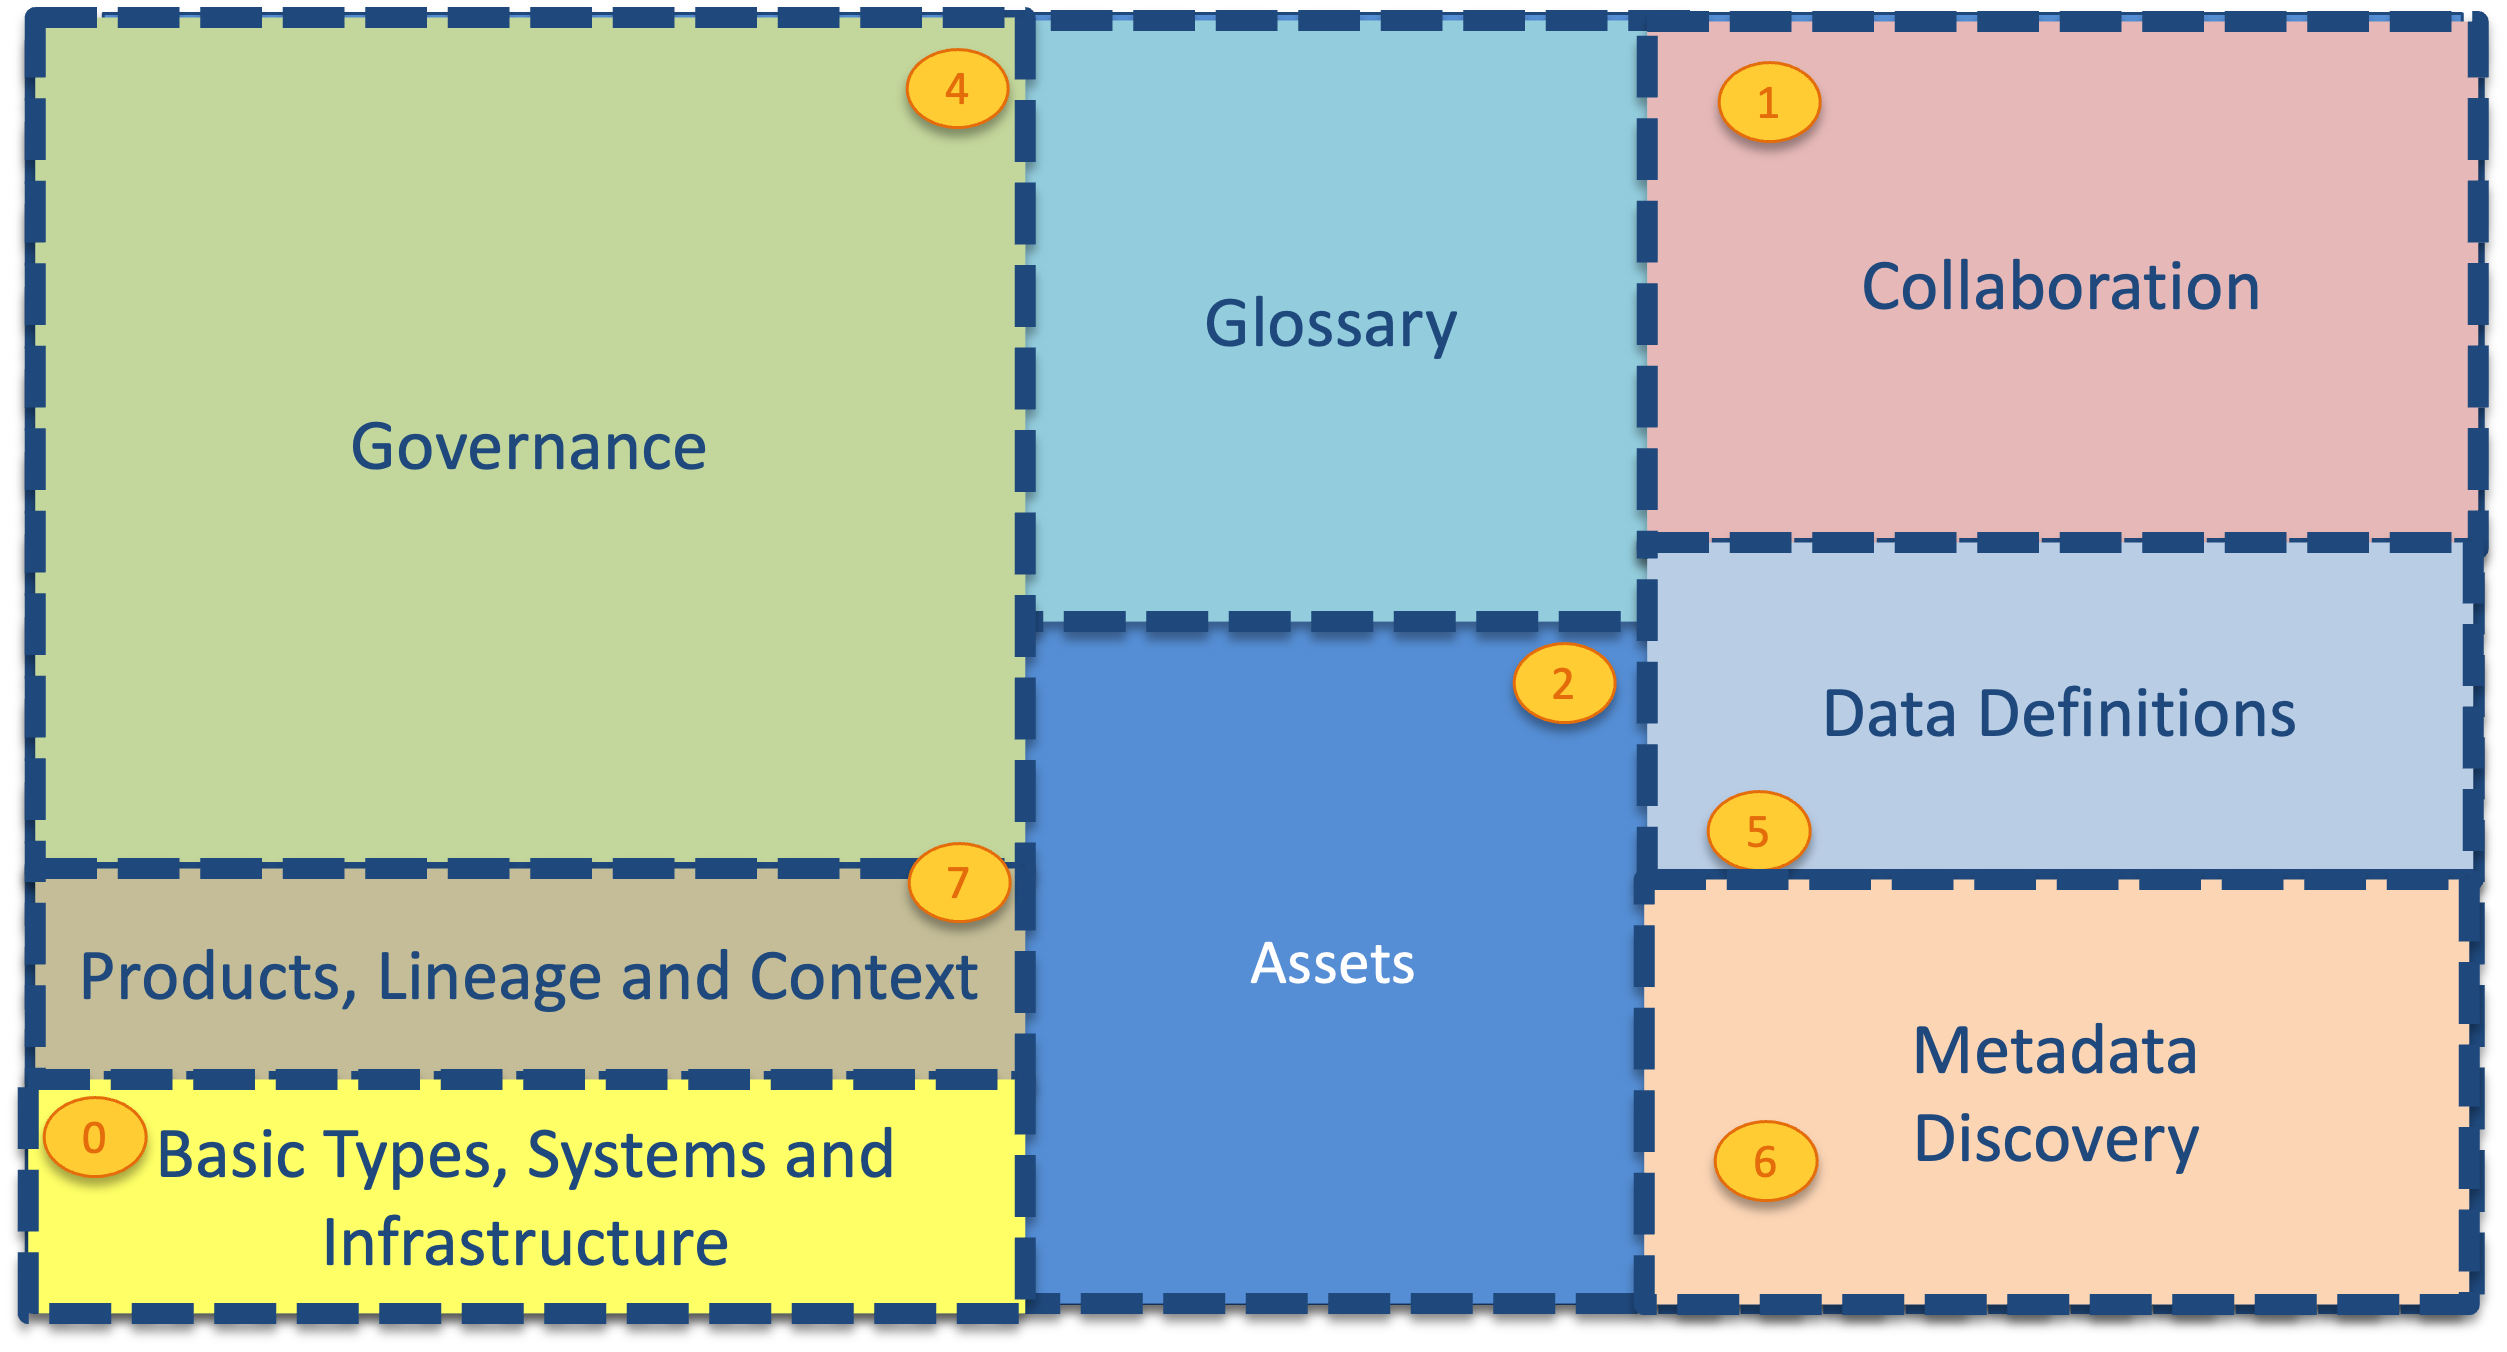 4
Governance
Glossary
1
Collaboration
2
Assets
Data Definitions
5
7
Products, Lineage and Context
0
Basic Types, Systems and
Infrastructure
Metadata
Discovery
6